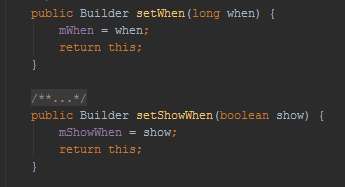 public Builder setWhen(long when) {
    mWhen = when;
    return this;
}
/**...*/
public Builder setShowWhen(boolean show) {
    mShowWhen = show;
    return this;
}